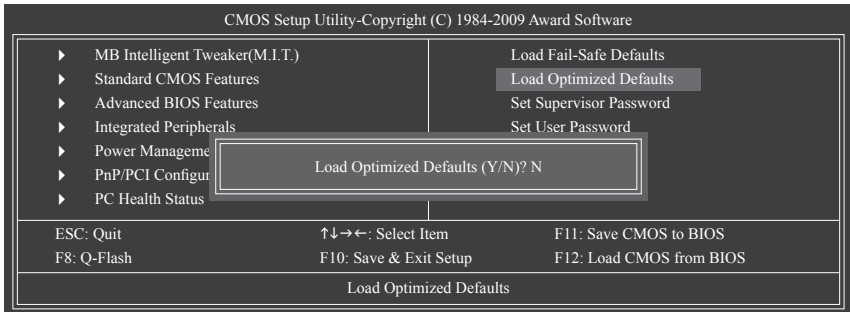 CMOS Setup Utility-Copyright (C) 1984-2009 Award Software
MB Intelligent Tweaker(M.I.T.)
Standard CMOS Features
Advanced BIOS Features
Integrated Peripherals
Power Manageme
PnP/PCI Configur
PC Health Status
Load Fail-Safe Defaults
Load Optimized Defaults
Set Supervisor Password
Set User Password
Load Optimized Defaults (Y/N)? N
ESC: Quit ↑↓→←: Select Item F11: Save CMOS to BIOS
F8: Q-Flash F10: Save & Exit Setup F12: Load CMOS from BIOS
Load Optimized Defaults